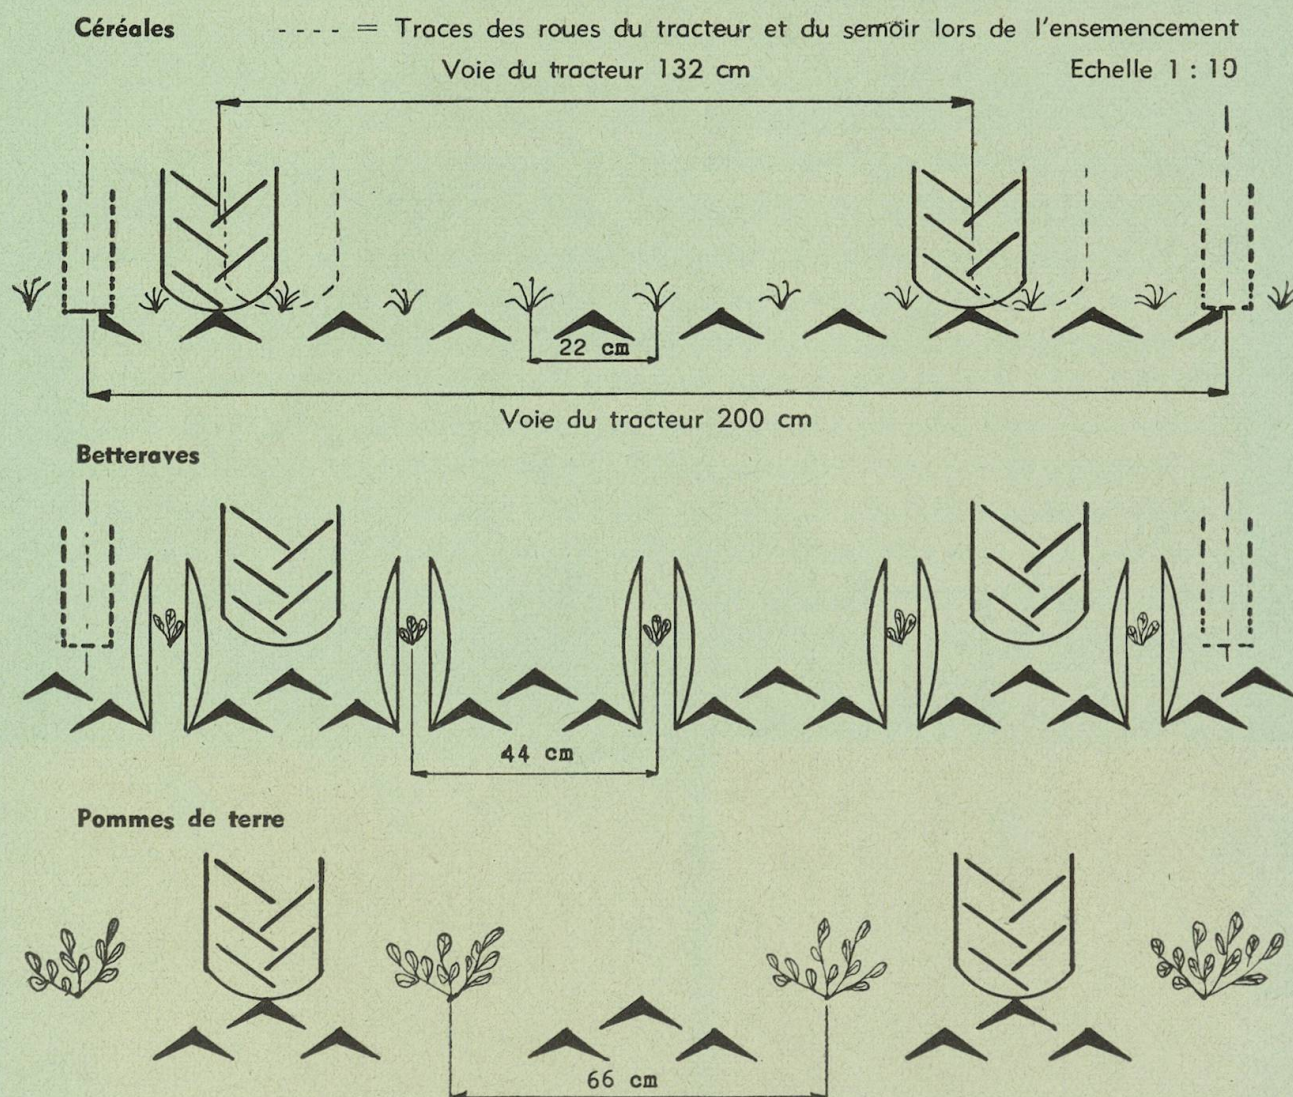 Céréales ---- = Traces des roues du tracteur et du semoir lors de l'ensemencement
Voie du tracteur 132 cm Echelle 1 : 10
22 cm
Voie du tracteur 200 cm
Betteraves
44 cm
Pommes de terre
66 cm